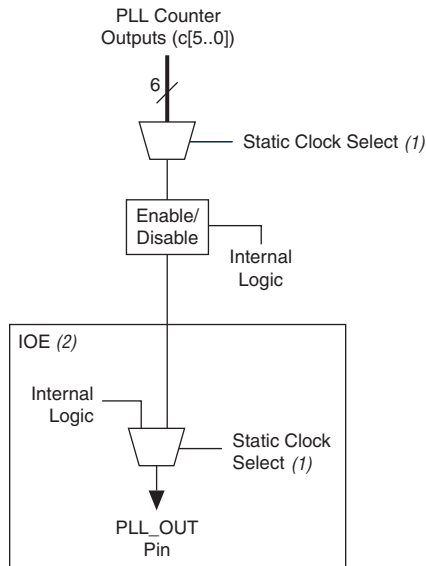 PLL Counter
Outputs (c[5..0])
6
Static Clock Select (1)
Enable/
Disable
Internal
Logic
IOE (2)
Internal
Logic
Static Clock
Select (1)
PLL_OUT
Pin